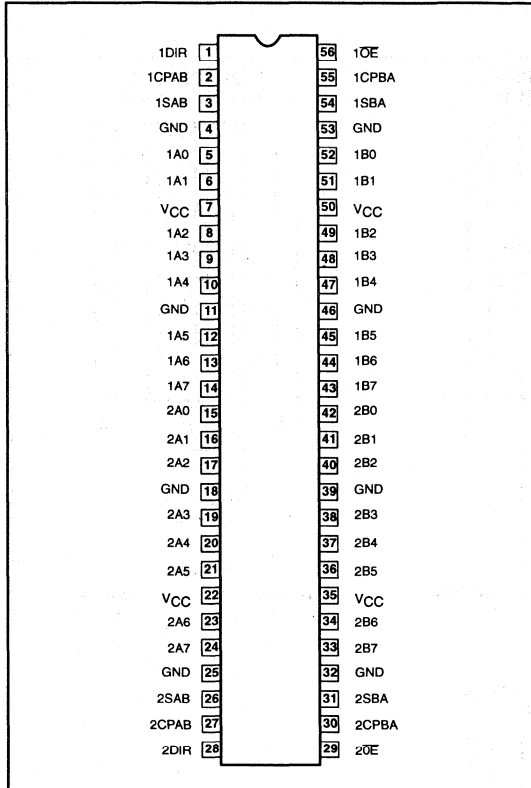 1DIR 1 56 1O̅E̅
1CPAB 2 55 1CPBA
1SAB 3 54 1SBA
GND 4 53 GND
1A0 5 52 1B0
1A1 6 51 1B1
VCC 7 50 VCC
1A2 8 49 1B2
1A3 9 48 1B3
1A4 10 47 1B4
GND 11 46 GND
1A5 12 45 1B5
1A6 13 44 1B6
1A7 14 43 1B7
2A0 15 42 2B0
2A1 16 41 2B1
2A2 17 40 2B2
GND 18 39 GND
2A3 19 38 2B3
2A4 20 37 2B4
2A5 21 36 2B5
VCC 22 35 VCC
2A6 23 34 2B6
2A7 24 33 2B7
GND 25 32 GND
2SAB 26 31 2SBA
2CPAB 27 30 2CPBA
2DIR 28 29 2O̅E̅